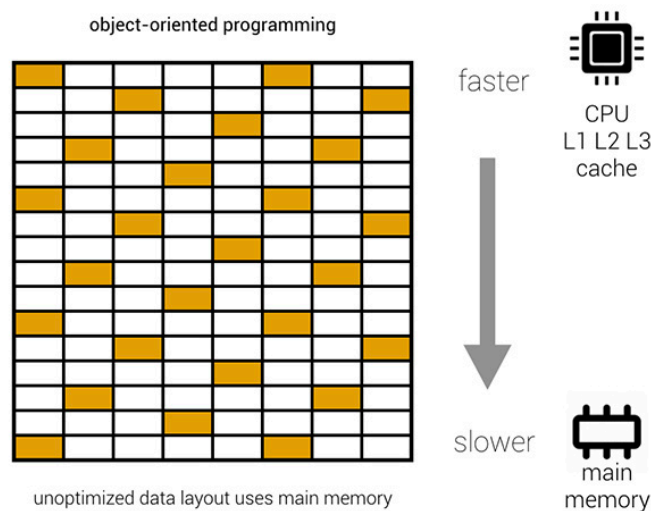 object-oriented programming
faster
CPU
L1 L2 L3
cache
slower
main
memory
unoptimized data layout uses main memory